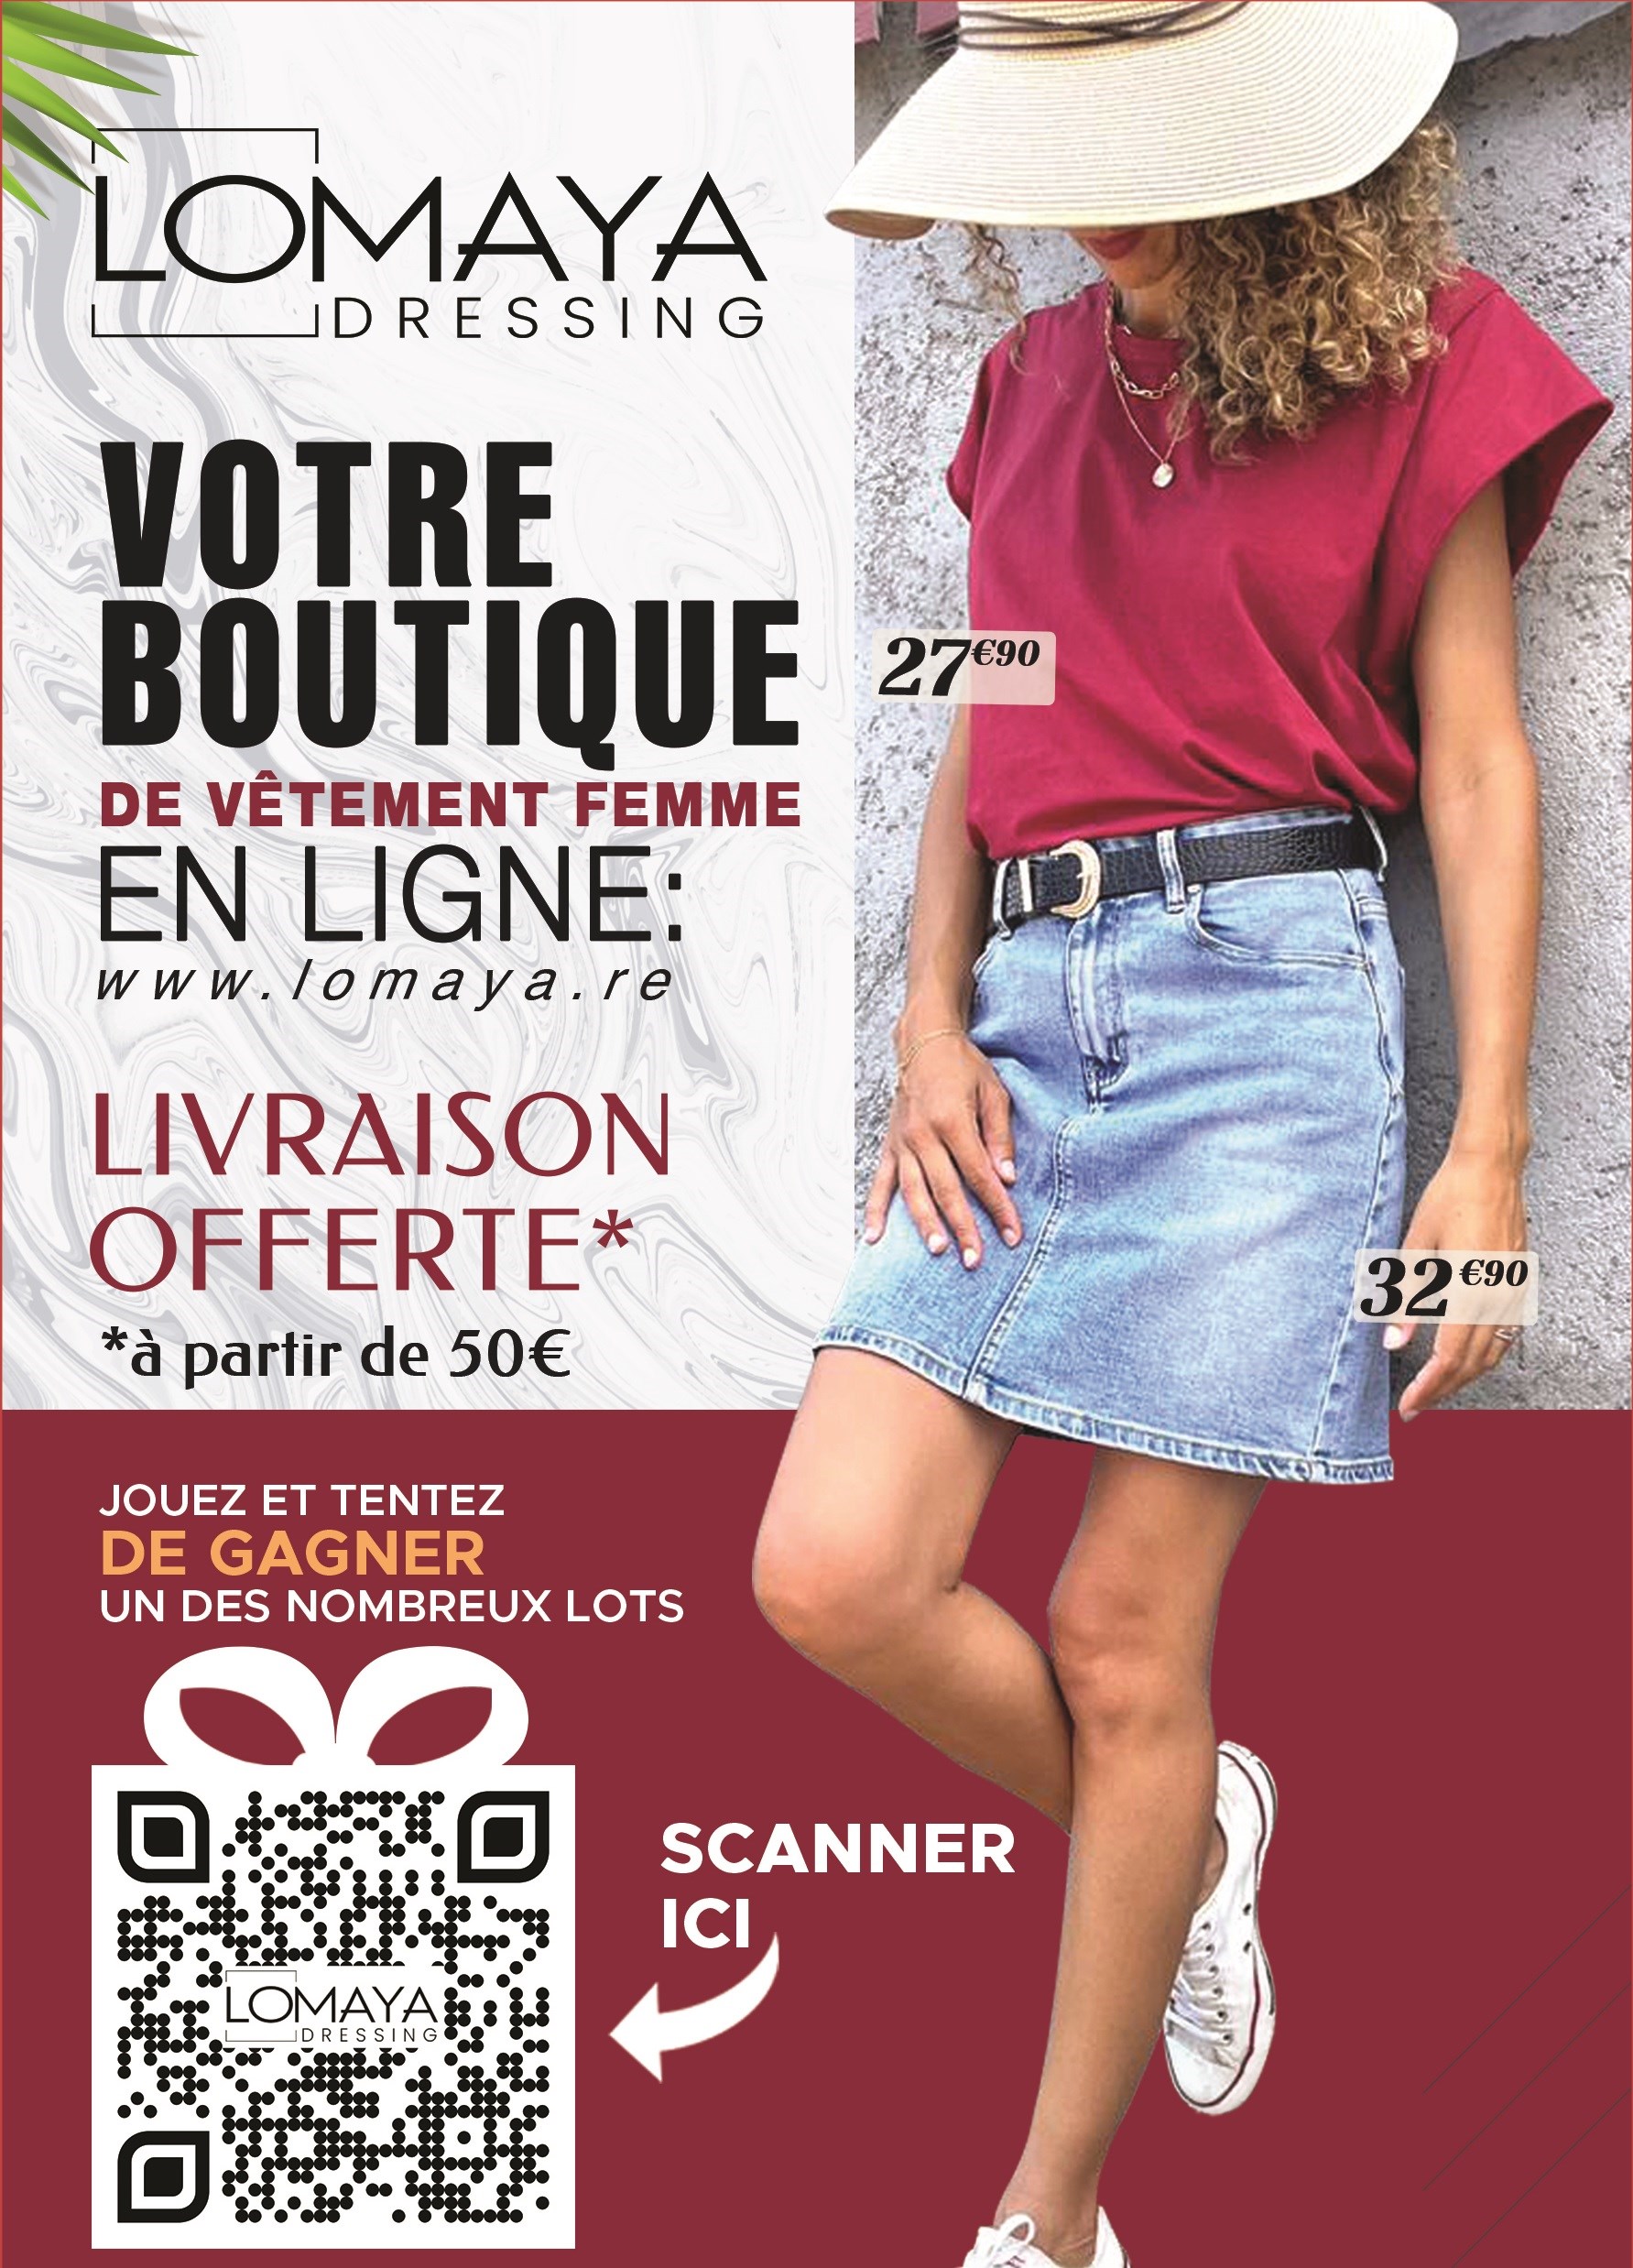 LOMAYA
DRESSING
VOTRE
BOUTIQUE
DE VÊTEMENT FEMME
EN LIGNE:
www.lomaya.re
27€90
LIVRAISON
OFFERTE*
32€90
*à partir de 50€
JOUEZ ET TENTEZ
DE GAGNER
UN DES NOMBREUX LOTS
SCANNER
ICI
LOMAYA
DRESSING